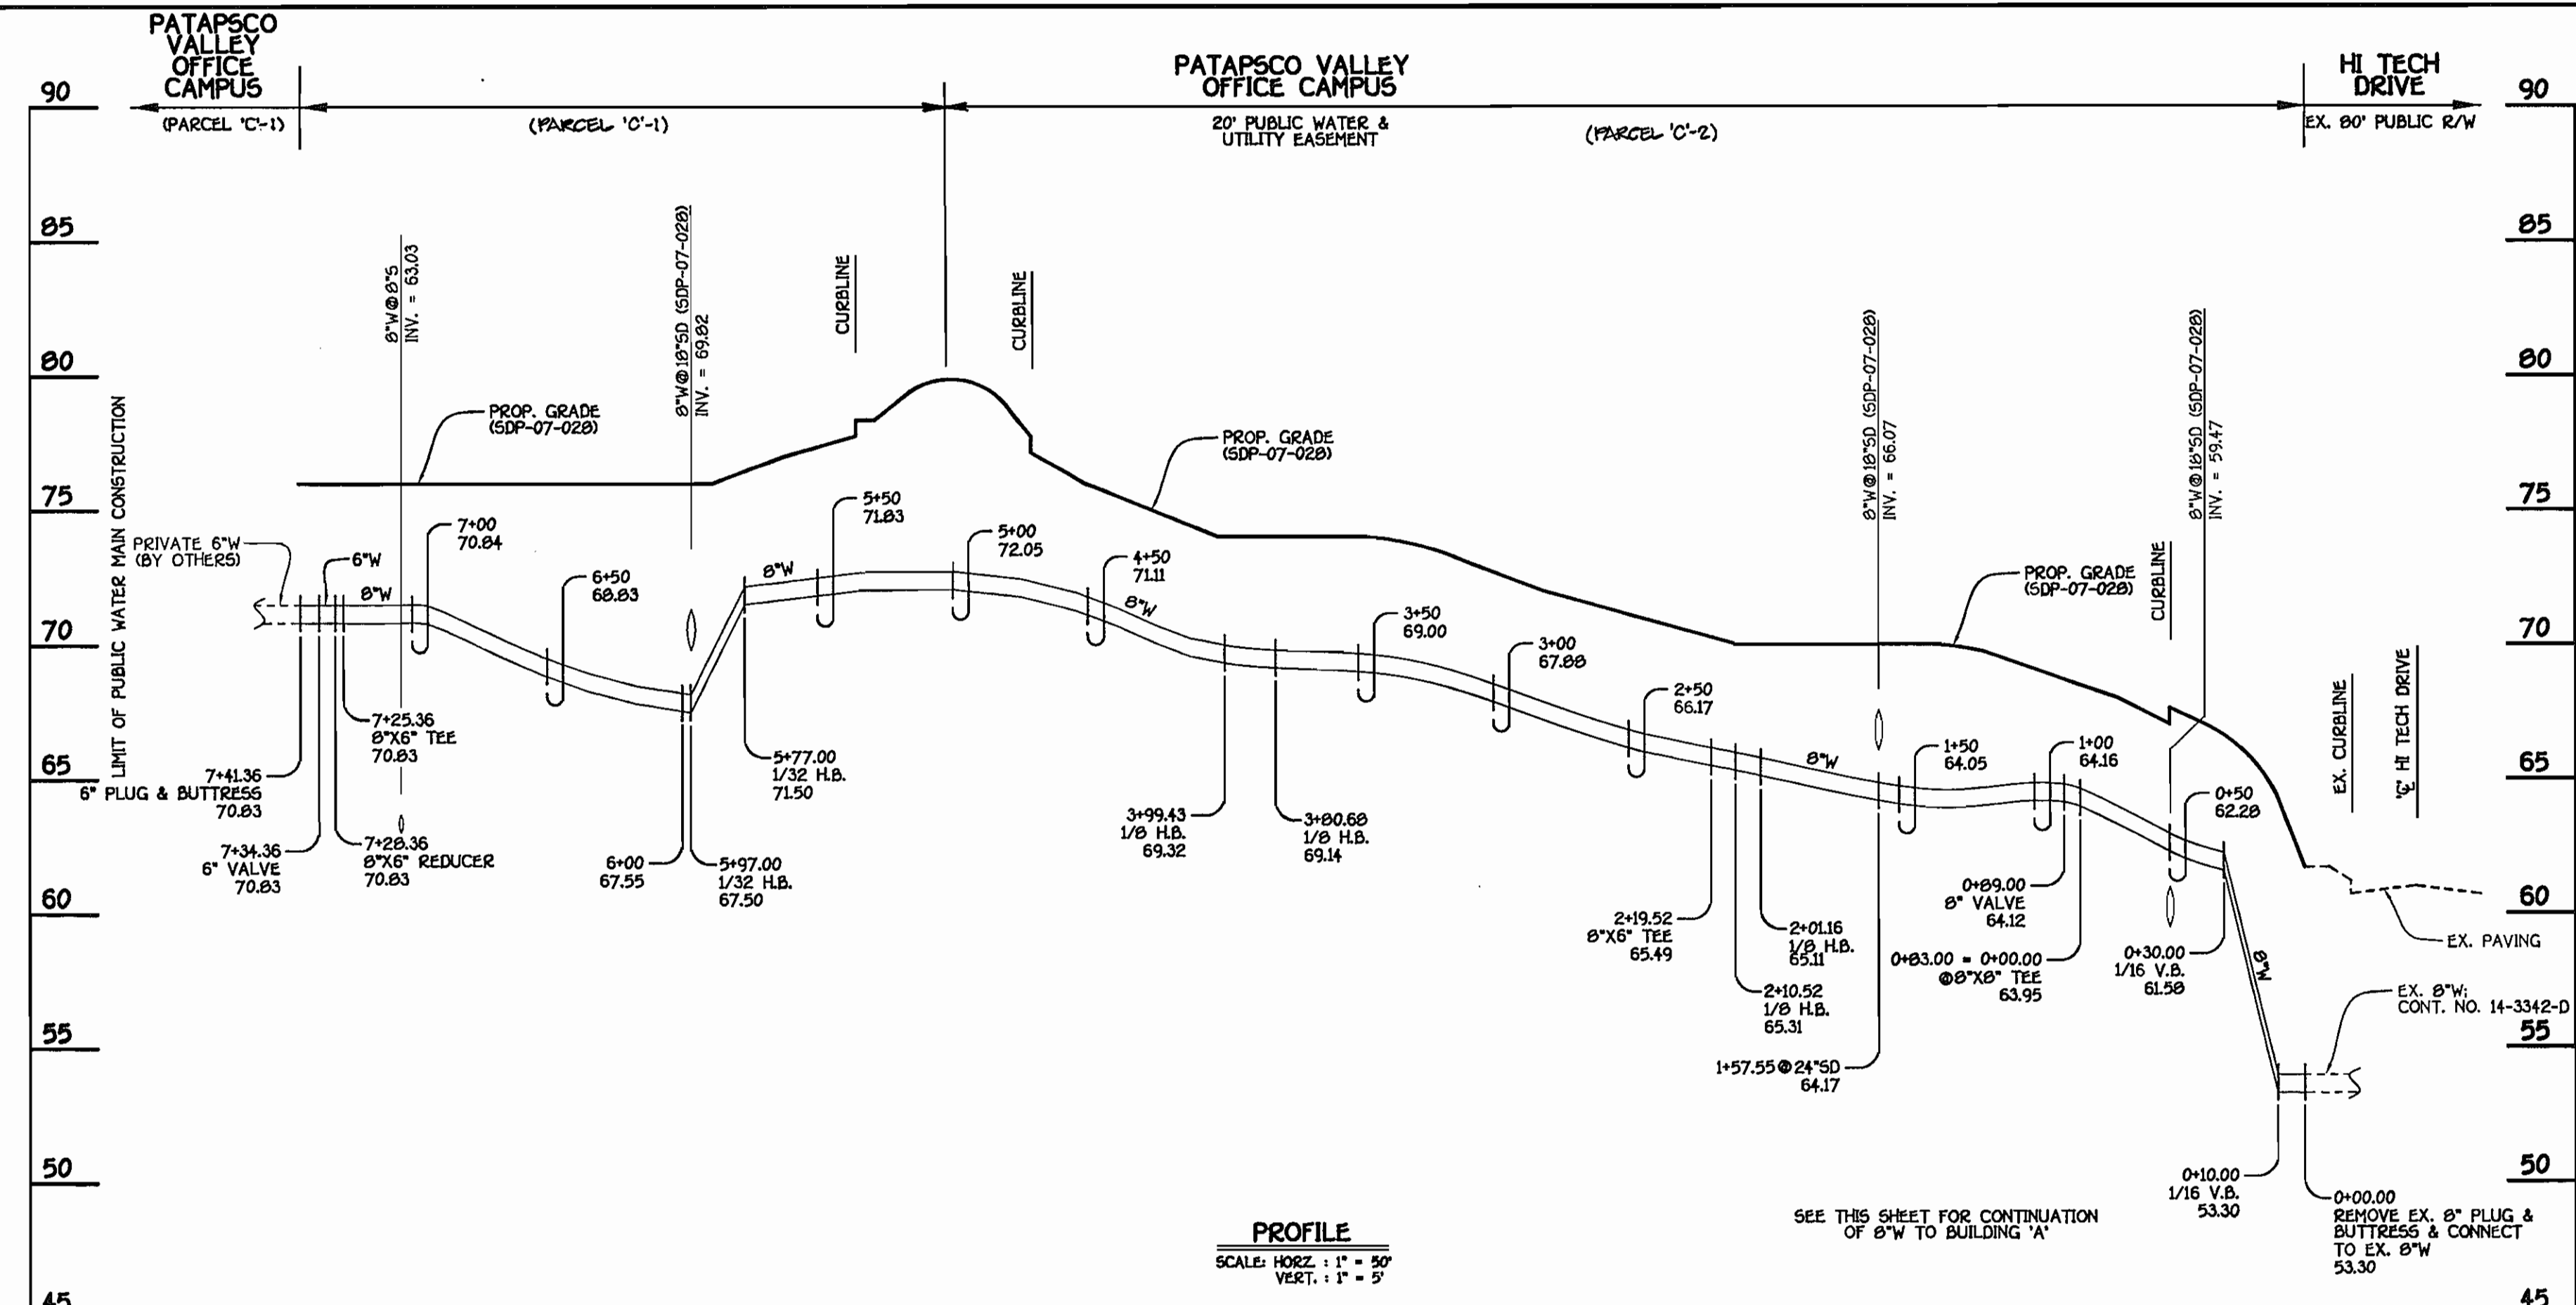 PATAPSCO
VALLEY
OFFICE
CAMPUS
PATAPSCO VALLEY
OFFICE CAMPUS
HI TECH
DRIVE
90
90
(PARCEL 'C'-1)
(PARCEL 'C'-1)
20' PUBLIC WATER &
UTILITY EASEMENT
(PARCEL 'C'-2)
EX. 80' PUBLIC R/W
85
85
8"W@8"S
INV. = 63.03
8"W@18"SD (SDP-07-028)
INV. = 69.82
CURBLINE
CURBLINE
8"W@18"SD (SDP-07-028)
INV. = 66.07
8"W@18"SD (SDP-07-028)
INV. = 59.47
80
80
LIMIT OF PUBLIC WATER MAIN CONSTRUCTION
PROP. GRADE
(SDP-07-028)
PROP. GRADE
(SDP-07-028)
75
75
PRIVATE 6"W
(BY OTHERS)
6"W
8"W
7+00
70.84
6+50
68.83
8"W
5+50
71.83
5+00
72.05
4+50
71.11
8"W
3+50
69.00
3+00
67.88
2+50
66.17
8"W
PROP. GRADE
(SDP-07-028)
CURBLINE
70
70
1+50
64.05
1+00
64.16
0+50
62.28
EX. CURBLINE
'℄' HI TECH DRIVE
65
65
7+25.36
8"X6" TEE
70.83
7+41.36
6" PLUG & BUTTRESS
70.83
7+34.36
6" VALVE
70.83
7+28.36
8"X6" REDUCER
70.83
6+00
67.55
5+97.00
1/32 H.B.
67.50
5+77.00
1/32 H.B.
71.50
3+99.43
1/8 H.B.
69.32
3+80.68
1/8 H.B.
69.14
60
60
2+19.52
8"X6" TEE
65.49
2+10.52
1/8 H.B.
65.31
2+01.16
1/8 H.B.
65.11
1+57.55@24"SD
64.17
0+89.00
8" VALVE
64.12
0+83.00 = 0+00.00
@8"X8" TEE
63.95
0+30.00
1/16 V.B.
61.58
8"W
EX. PAVING
EX. 8"W;
CONT. NO. 14-3342-D
55
55
50
50
0+10.00
1/16 V.B.
53.30
0+00.00
REMOVE EX. 8" PLUG &
BUTTRESS & CONNECT
TO EX. 8"W
53.30
SEE THIS SHEET FOR CONTINUATION
OF 8"W TO BUILDING 'A'
PROFILE
SCALE: HORZ. : 1" = 50'
VERT. : 1" = 5'
45
45